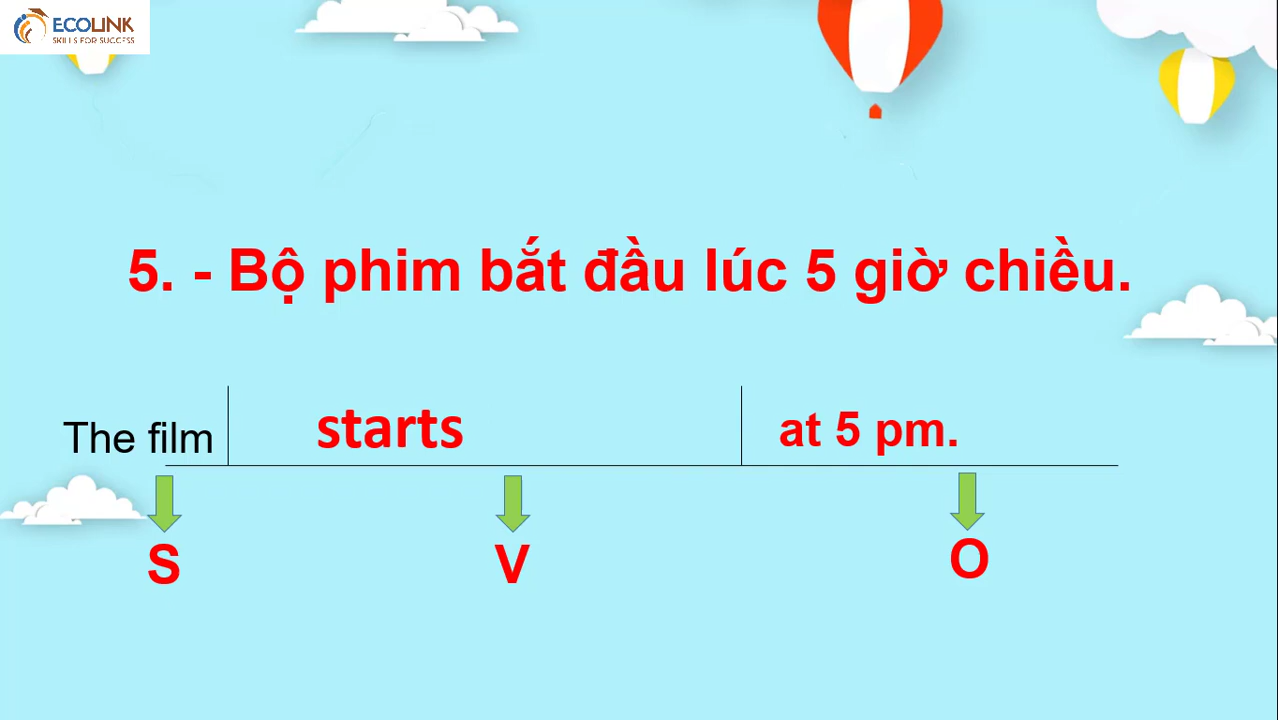 ECOLINK
SKILLS FOR SUCCESS
5. - Bộ phim bắt đầu lúc 5 giờ chiều.
The film starts at 5 pm.
S V O